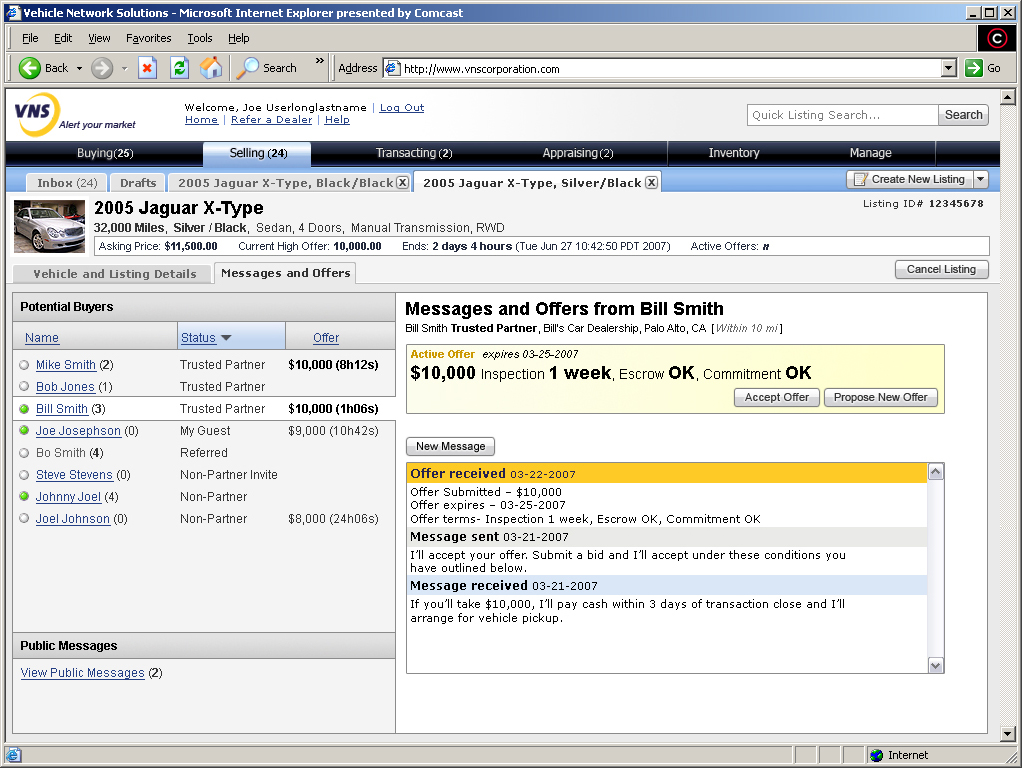 Vehicle Network Solutions - Microsoft Internet Explorer presented by Comcast
File Edit View Favorites Tools Help
Back Search » Address http://www.vnscorporation.com Go
VNS Alert your market
Welcome, Joe Userlonglastname | Log Out
Home | Refer a Dealer | Help
Quick Listing Search... Search
Buying(25) Selling (24) Transacting (2) Appraising(2) Inventory Manage
Inbox (24) Drafts 2005 Jaguar X-Type, Black/Black 2005 Jaguar X-Type, Silver/Black Create New Listing
2005 Jaguar X-Type Listing ID# 12345678
32,000 Miles, Silver / Black, Sedan, 4 Doors, Manual Transmission, RWD
Asking Price: $11,500.00 Current High Offer: 10,000.00 Ends: 2 days 4 hours (Tue Jun 27 10:42:50 PDT 2007) Active Offers: n
Vehicle and Listing Details Messages and Offers Cancel Listing
Potential Buyers
Name Status Offer
Mike Smith (2) Trusted Partner $10,000 (8h12s)
Bob Jones (1) Trusted Partner
Bill Smith (3) Trusted Partner $10,000 (1h06s)
Joe Josephson (0) My Guest $9,000 (10h42s)
Bo Smith (4) Referred
Steve Stevens (0) Non-Partner Invite
Johnny Joel (4) Non-Partner
Joel Johnson (0) Non-Partner $8,000 (24h06s)
Public Messages
View Public Messages (2)
Messages and Offers from Bill Smith
Bill Smith Trusted Partner, Bill's Car Dealership, Palo Alto, CA [Within 10 mi]
Active Offer expires 03-25-2007
$10,000 Inspection 1 week, Escrow OK, Commitment OK
Accept Offer Propose New Offer
New Message
Offer received 03-22-2007
Offer Submitted – $10,000
Offer expires – 03-25-2007
Offer terms- Inspection 1 week, Escrow OK, Commitment OK
Message sent 03-21-2007
I'll accept your offer. Submit a bid and I'll accept under these conditions you
have outlined below.
Message received 03-21-2007
If you'll take $10,000, I'll pay cash within 3 days of transaction close and I'll
arrange for vehicle pickup.
Internet